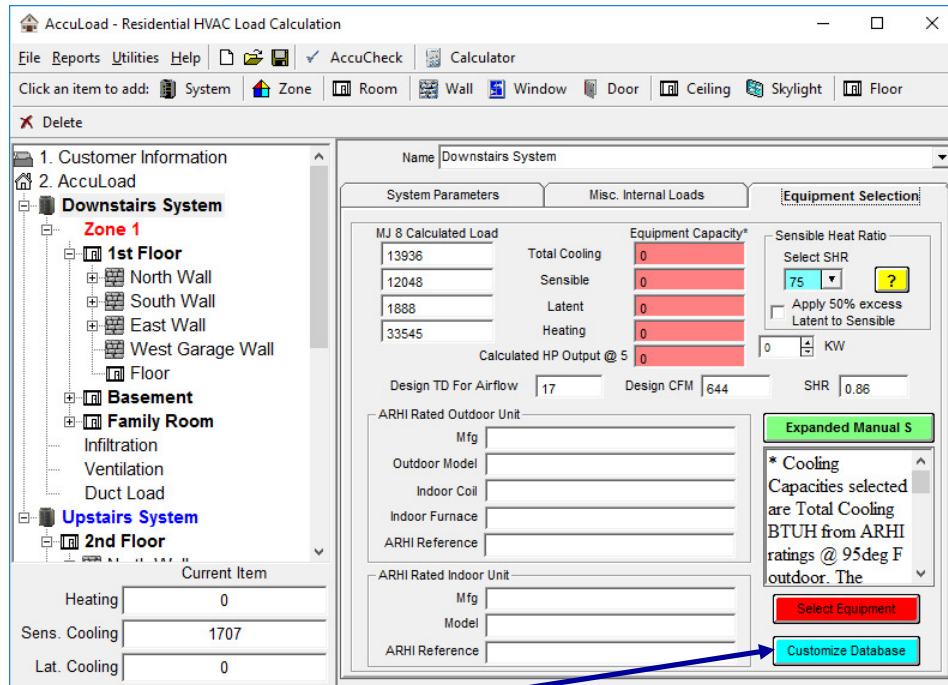 AccuLoad - Residential HVAC Load Calculation
File Reports Utilities Help AccuCheck Calculator
Click an item to add: System Zone Room Wall Window Door Ceiling Skylight Floor
Delete
1. Customer Information
2. AccuLoad
Downstairs System
Zone 1
1st Floor
North Wall
South Wall
East Wall
West Garage Wall
Floor
Basement
Family Room
Infiltration
Ventilation
Duct Load
Upstairs System
2nd Floor
Current Item
Heating 0
Sens. Cooling 1707
Lat. Cooling 0
Name Downstairs System
System Parameters Misc. Internal Loads Equipment Selection
MJ 8 Calculated Load Equipment Capacity*
13936 Total Cooling 0
12048 Sensible 0
1888 Latent 0
33545 Heating 0
Calculated HP Output @ 5 0
Sensible Heat Ratio
Select SHR
75 ?
Apply 50% excess
Latent to Sensible
0 KW
Design TD For Airflow 17 Design CFM 644 SHR 0.86
ARHI Rated Outdoor Unit
Mfg
Outdoor Model
Indoor Coil
Indoor Furnace
ARHI Reference
ARHI Rated Indoor Unit
Mfg
Model
ARHI Reference
Expanded Manual S
* Cooling
Capacities selected
are Total Cooling
BTUH from ARHI
ratings @ 95deg F
outdoor. The
Select Equipment
Customize Database